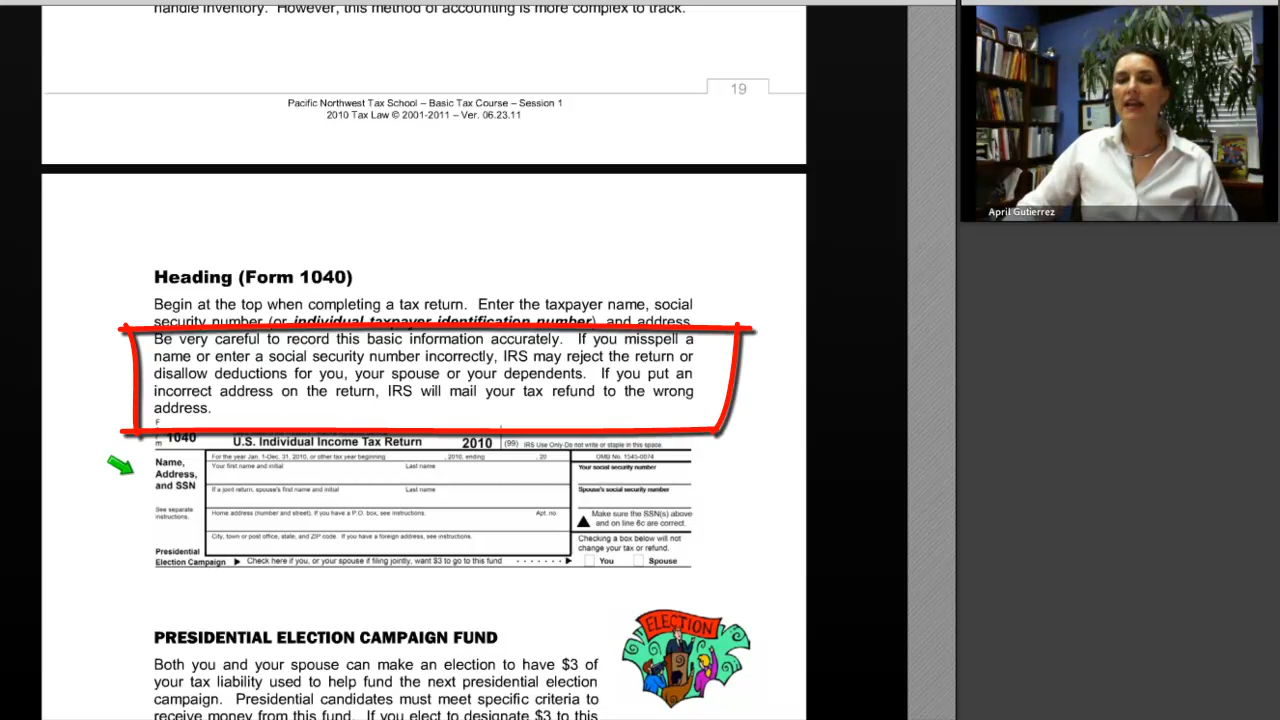 handle inventory.  However, this method of accounting is more complex to track.
19
Pacific Northwest Tax School – Basic Tax Course – Session 1
2010 Tax Law © 2001-2011 – Ver. 06.23.11
April Gutierrez
Heading (Form 1040)
Begin at the top when completing a tax return.  Enter the taxpayer name, social
security number (or individual taxpayer identification number), and address.
Be very careful to record this basic information accurately.  If you misspell a
name or enter a social security number incorrectly, IRS may reject the return or
disallow deductions for you, your spouse or your dependents.  If you put an
incorrect address on the return, IRS will mail your tax refund to the wrong
address.
1040
U.S. Individual Income Tax Return 2010 (99) IRS Use Only-Do not write or staple in this space.
Name,
Address,
and SSN
See separate
instructions.
For the year Jan. 1-Dec. 31, 2010, or other tax year beginning , 2010, ending , 20 OMB No. 1545-0074
Your first name and initial Last name Your social security number
If a joint return, spouse's first name and initial Last name Spouse's social security number
Home address (number and street). If you have a P.O. box, see instructions. Apt. no.
Make sure the SSN(s) above
and on line 6c are correct.
City, town or post office, state, and ZIP code. If you have a foreign address, see instructions.
Checking a box below will not
change your tax or refund.
Presidential
Election Campaign ▶ Check here if you, or your spouse if filing jointly, want $3 to go to this fund . . . . . . ▶ You Spouse
PRESIDENTIAL ELECTION CAMPAIGN FUND
ELECTION
Both you and your spouse can make an election to have $3 of
your tax liability used to help fund the next presidential election
campaign.  Presidential candidates must meet specific criteria to
receive money from this fund.  If you elect to designate $3 to this